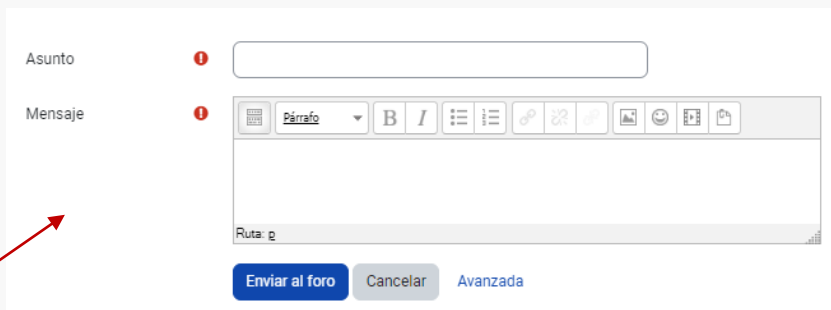 Asunto
Mensaje
Párrafo B I
Ruta: p
Enviar al foro Cancelar Avanzada